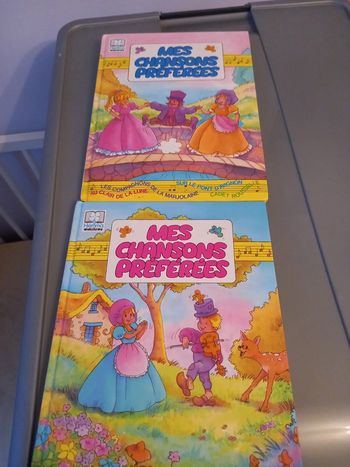 MES
CHANSONS
PRÉFÉRÉES
LES COMPAGNONS DE LA MARJOLAINE
SUR LE PONT D'AVIGNON
AU CLAIR DE LA LUNE
CADET ROUSSELLE
MES
CHANSONS
PRÉFÉRÉES